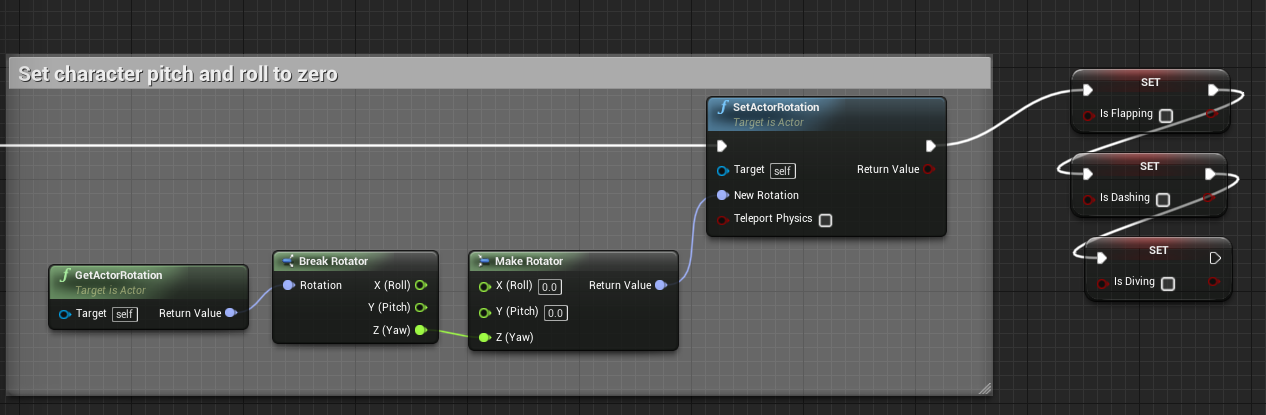 Set character pitch and roll to zero
SET
Is Flapping
SetActorRotation
Target is Actor
Target self
Return Value
New Rotation
Teleport Physics
SET
Is Dashing
SET
Is Diving
GetActorRotation
Target is Actor
Target self Return Value
Break Rotator
Rotation
X (Roll)
Y (Pitch)
Z (Yaw)
Make Rotator
X (Roll) 0.0 Return Value
Y (Pitch) 0.0
Z (Yaw)